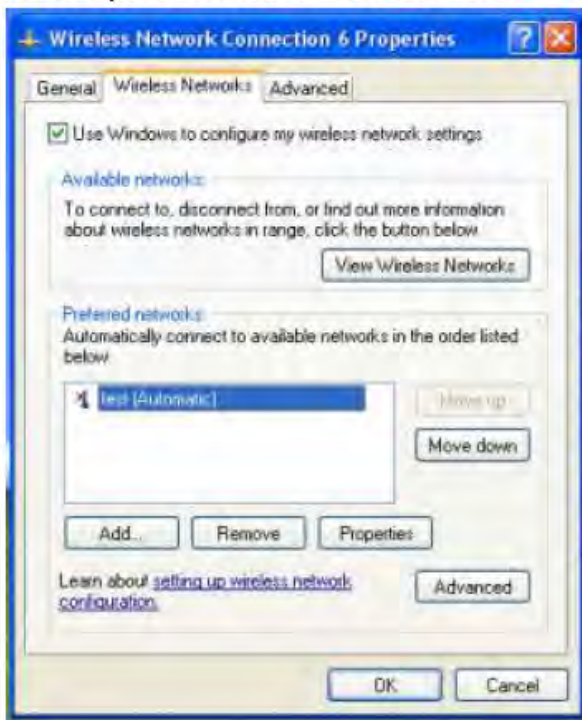 Wireless Network Connection 6 Properties
General Wireless Networks Advanced
Use Windows to configure my wireless network settings
Available networks:
To connect to, disconnect from, or find out more information
about wireless networks in range, click the button below.
View Wireless Networks
Preferred networks:
Automatically connect to available networks in the order listed
below:
test (Automatic)
Move up
Move down
Add... Remove Properties
Learn about setting up wireless network
configuration.
Advanced
OK Cancel